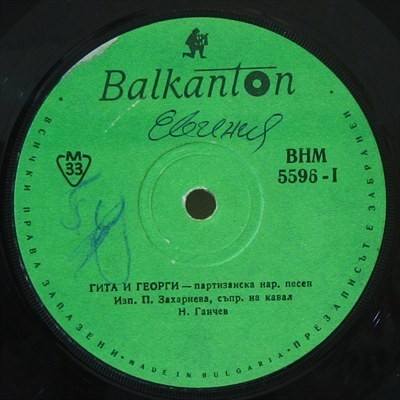 Balkanton
Евгения
M
33
ВНМ
5596-I
ГИТА И ГЕОРГИ — партизанска нар. песен
Изп. П. Захариева, съпр. на кавал
Н. Ганчев
ВСИЧКИ ПРАВА ЗАПАЗЕНИ • MADE IN BULGARIA • ПРЕЗАПИСЪТ Е ЗАБРАНЕН